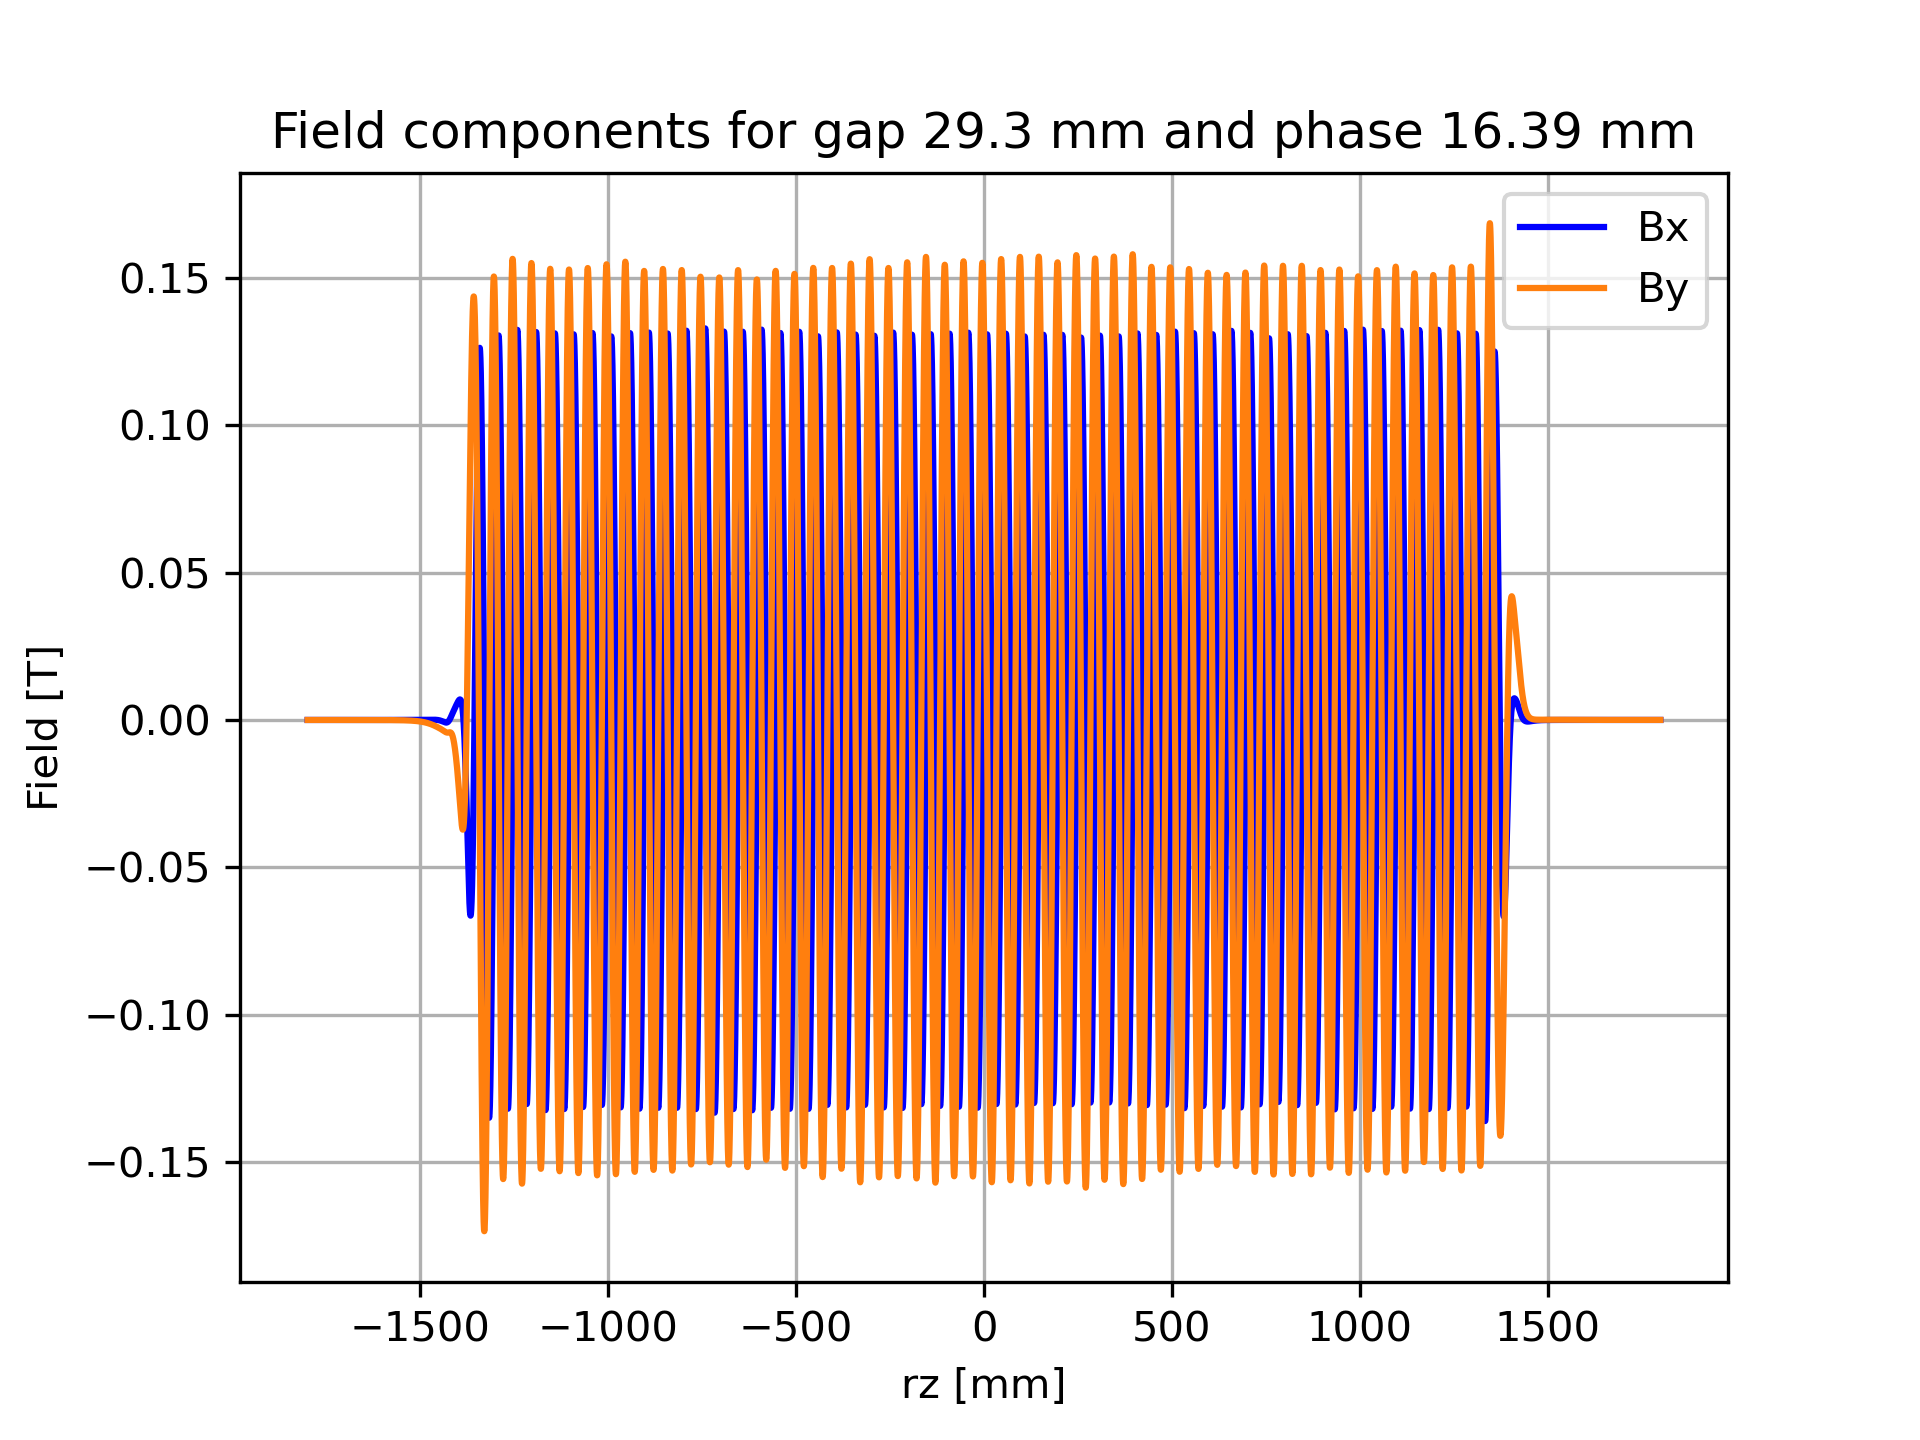 Field components for gap 29.3 mm and phase 16.39 mm
Bx
By
0.15
0.10
0.05
0.00
−0.05
−0.10
−0.15
Field [T]
−1500 −1000 −500 0 500 1000 1500
rz [mm]